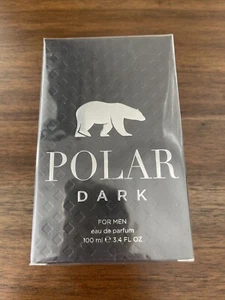 POLAR
DARK
FOR MEN
eau de parfum
100 ml ℮ 3.4 FL OZ.